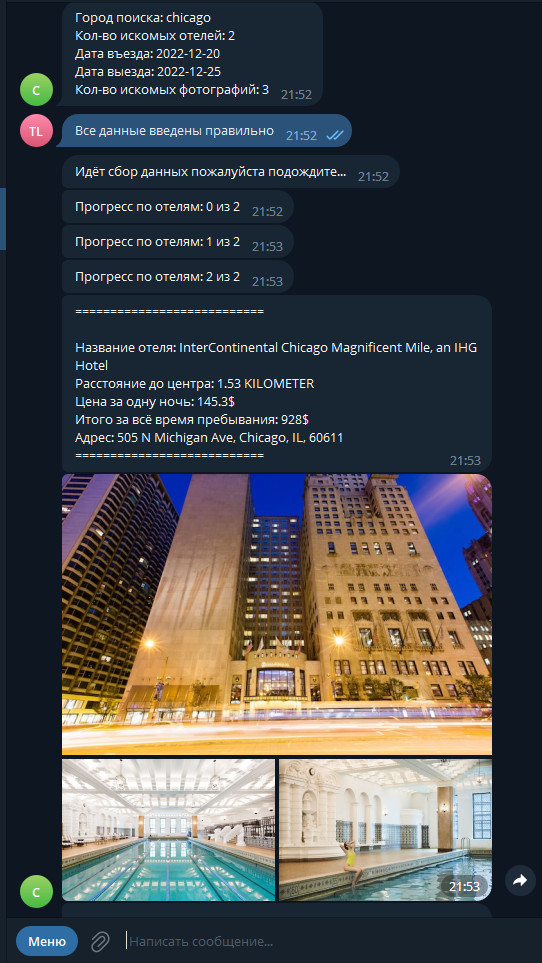 Город поиска: chicago
Кол-во искомых отелей: 2
Дата въезда: 2022-12-20
Дата выезда: 2022-12-25
Кол-во искомых фотографий: 3 21:52
C
TL
Все данные введены правильно 21:52
Идёт сбор данных пожалуйста подождите... 21:52
Прогресс по отелям: 0 из 2 21:52
Прогресс по отелям: 1 из 2 21:53
Прогресс по отелям: 2 из 2 21:53
===========================
Название отеля: InterContinental Chicago Magnificent Mile, an IHG
Hotel
Расстояние до центра: 1.53 KILOMETER
Цена за одну ночь: 145.3$
Итого за всё время пребывания: 928$
Адрес: 505 N Michigan Ave, Chicago, IL, 60611
===========================
21:53
21:53
C
Меню
Написать сообщение...